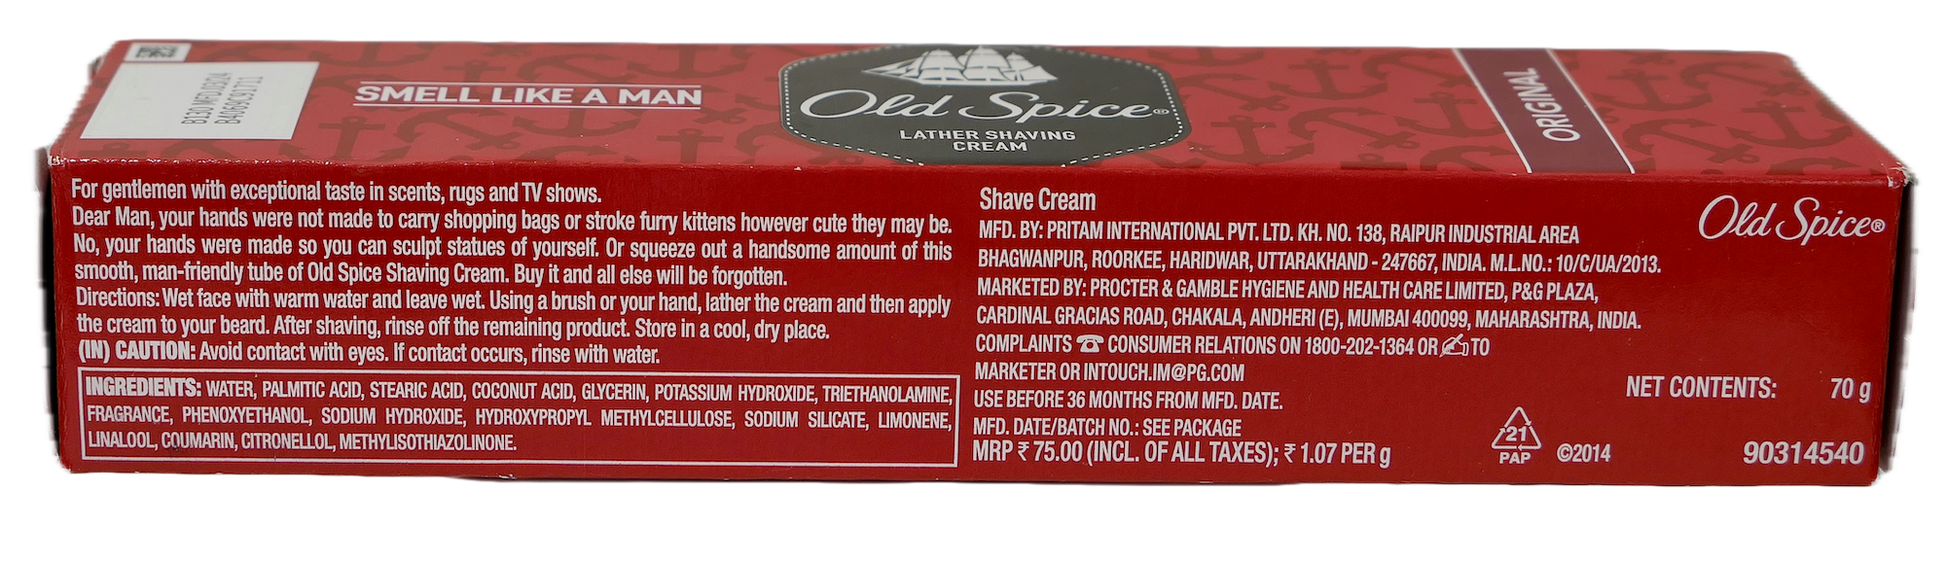 SMELL LIKE A MAN
Old Spice®
LATHER SHAVING
CREAM
ORIGINAL
For gentlemen with exceptional taste in scents, rugs and TV shows.
Dear Man, your hands were not made to carry shopping bags or stroke furry kittens however cute they may be.
No, your hands were made so you can sculpt statues of yourself. Or squeeze out a handsome amount of this
smooth, man-friendly tube of Old Spice Shaving Cream. Buy it and all else will be forgotten.
Directions: Wet face with warm water and leave wet. Using a brush or your hand, lather the cream and then apply
the cream to your beard. After shaving, rinse off the remaining product. Store in a cool, dry place.
(IN) CAUTION: Avoid contact with eyes. If contact occurs, rinse with water.
INGREDIENTS: WATER, PALMITIC ACID, STEARIC ACID, COCONUT ACID, GLYCERIN, POTASSIUM HYDROXIDE, TRIETHANOLAMINE,
FRAGRANCE, PHENOXYETHANOL, SODIUM HYDROXIDE, HYDROXYPROPYL METHYLCELLULOSE, SODIUM SILICATE, LIMONENE,
LINALOOL, COUMARIN, CITRONELLOL, METHYLISOTHIAZOLINONE.
Shave Cream
MFD. BY: PRITAM INTERNATIONAL PVT. LTD. KH. NO. 138, RAIPUR INDUSTRIAL AREA
BHAGWANPUR, ROORKEE, HARIDWAR, UTTARAKHAND - 247667, INDIA. M.L.NO.: 10/C/UA/2013.
MARKETED BY: PROCTER & GAMBLE HYGIENE AND HEALTH CARE LIMITED, P&G PLAZA,
CARDINAL GRACIAS ROAD, CHAKALA, ANDHERI (E), MUMBAI 400099, MAHARASHTRA, INDIA.
COMPLAINTS ☎ CONSUMER RELATIONS ON 1800-202-1364 OR ✍ TO
MARKETER OR INTOUCH.IM@PG.COM
USE BEFORE 36 MONTHS FROM MFD. DATE.
MFD. DATE/BATCH NO.: SEE PACKAGE
MRP ₹ 75.00 (INCL. OF ALL TAXES); ₹ 1.07 PER g
Old Spice®
NET CONTENTS: 70 g
21
PAP
©2014
90314540